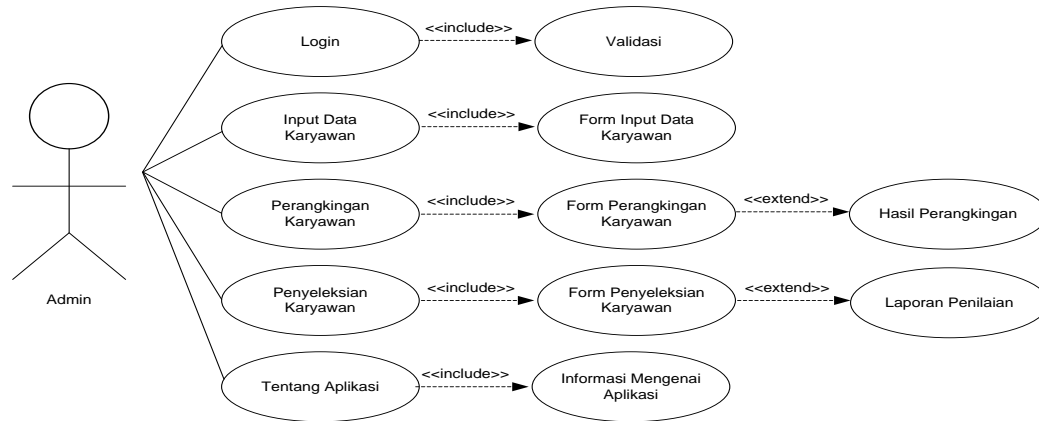 Login
<<include>>
Validasi
Input Data
Karyawan
<<include>>
Form Input Data
Karyawan
Perangkingan
Karyawan
<<include>>
Form Perangkingan
Karyawan
<<extend>>
Hasil Perangkingan
Penyeleksian
Karyawan
<<include>>
Form Penyeleksian
Karyawan
<<extend>>
Laporan Penilaian
Admin
Tentang Aplikasi
<<include>>
Informasi Mengenai
Aplikasi